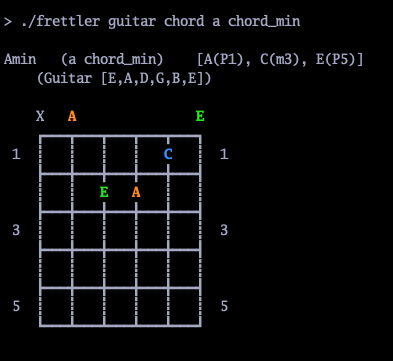 > ./frettler guitar chord a chord_min
Amin (a chord_min) [A(P1), C(m3), E(P5)]
(Guitar [E,A,D,G,B,E])
X A E
1 C 1
E A
3 3
5 5